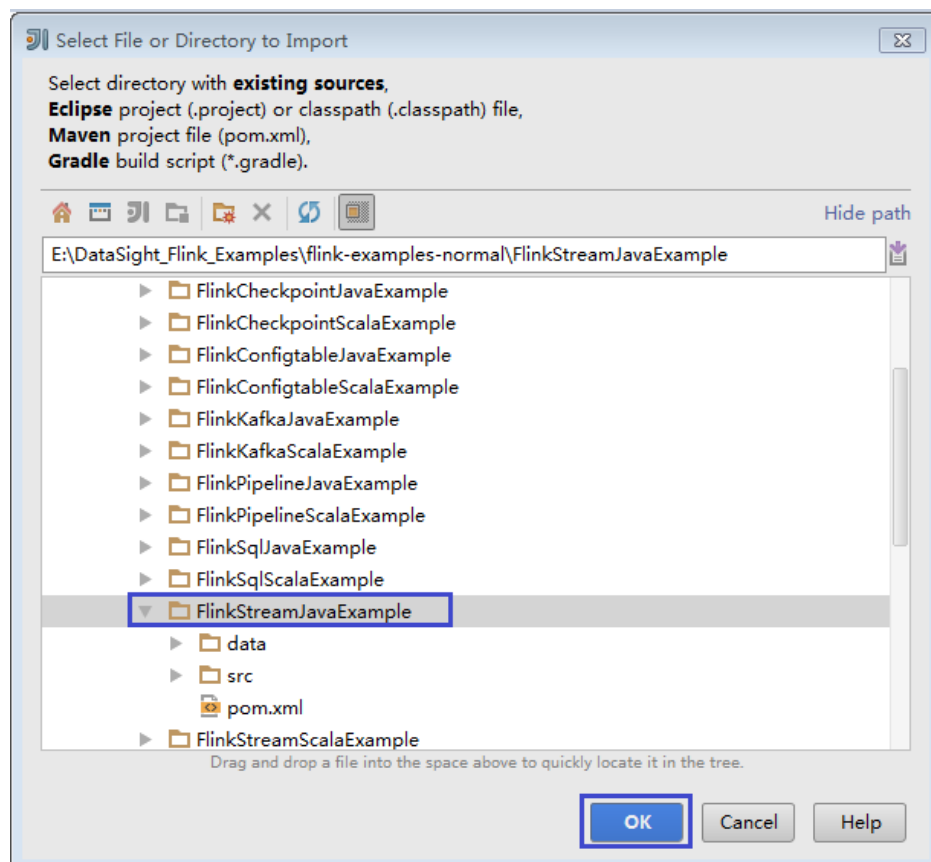 Select File or Directory to Import
Select directory with existing sources,
Eclipse project (.project) or classpath (.classpath) file,
Maven project file (pom.xml),
Gradle build script (*.gradle).
Hide path
E:\DataSight_Flink_Examples\flink-examples-normal\FlinkStreamJavaExample
FlinkCheckpointJavaExample
FlinkCheckpointScalaExample
FlinkConfigtableJavaExample
FlinkConfigtableScalaExample
FlinkKafkaJavaExample
FlinkKafkaScalaExample
FlinkPipelineJavaExample
FlinkPipelineScalaExample
FlinkSqlJavaExample
FlinkSqlScalaExample
FlinkStreamJavaExample
data
src
pom.xml
FlinkStreamScalaExample
Drag and drop a file into the space above to quickly locate it in the tree.
OK Cancel Help